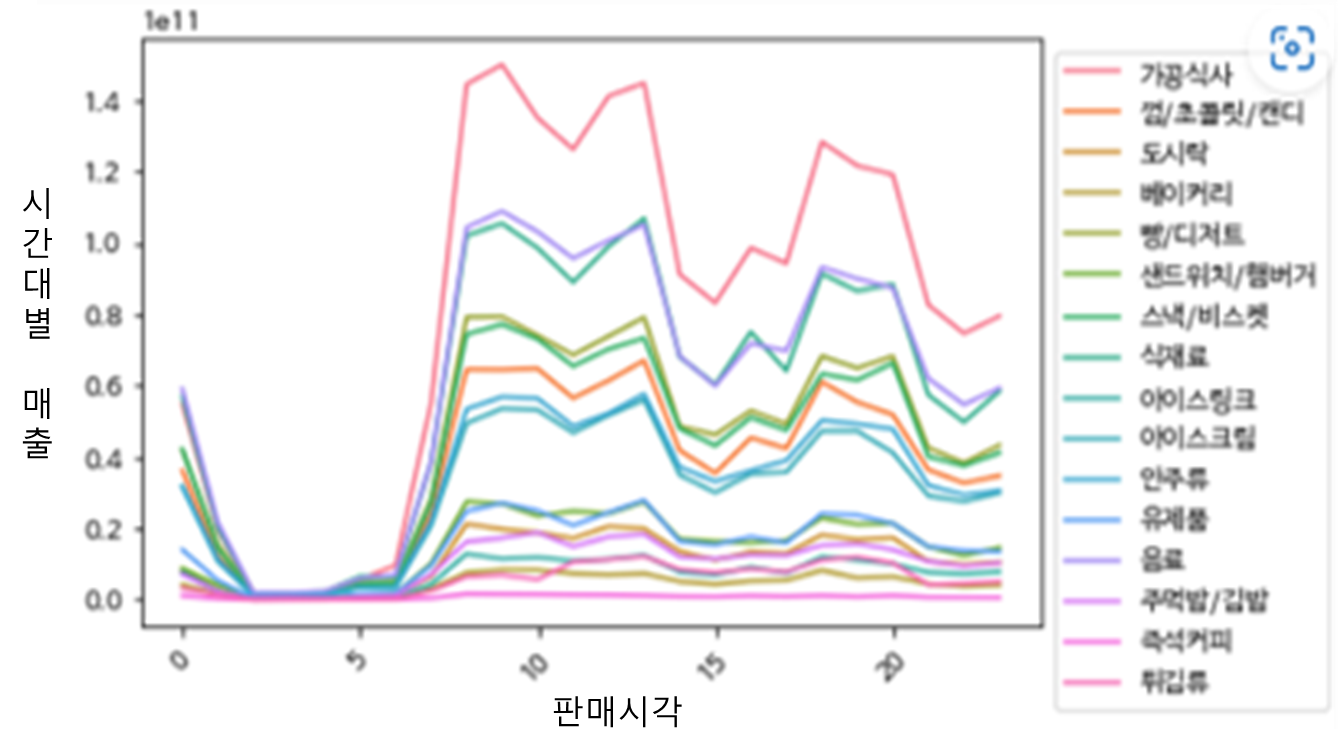 1e11
1.4
1.2
1.0
0.8
0.6
0.4
0.2
0.0
시간대별 매출
0 5 10 15 20
판매시각
가공식사
껌/초콜릿/캔디
도시락
베이커리
빵/디저트
샌드위치/햄버거
스낵/비스켓
식재료
아이스링크
아이스크림
안주류
유제품
음료
주먹밥/김밥
즉석커피
튀김류